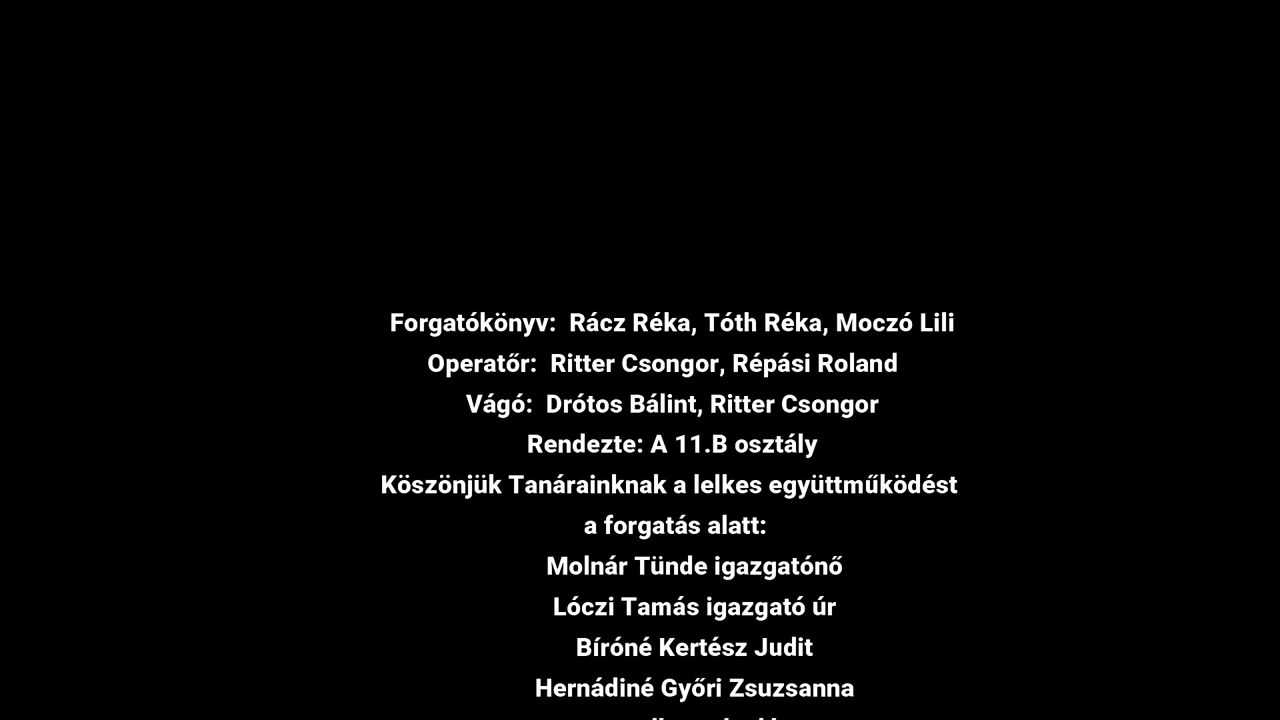 Forgatókönyv:  Rácz Réka, Tóth Réka, Moczó Lili
Operatőr:  Ritter Csongor, Répási Roland
Vágó:  Drótos Bálint, Ritter Csongor
Rendezte: A 11.B osztály
Köszönjük Tanárainknak a lelkes együttműködést
a forgatás alatt:
Molnár Tünde igazgatónő
Lóczi Tamás igazgató úr
Bíróné Kertész Judit
Hernádiné Győri Zsuzsanna